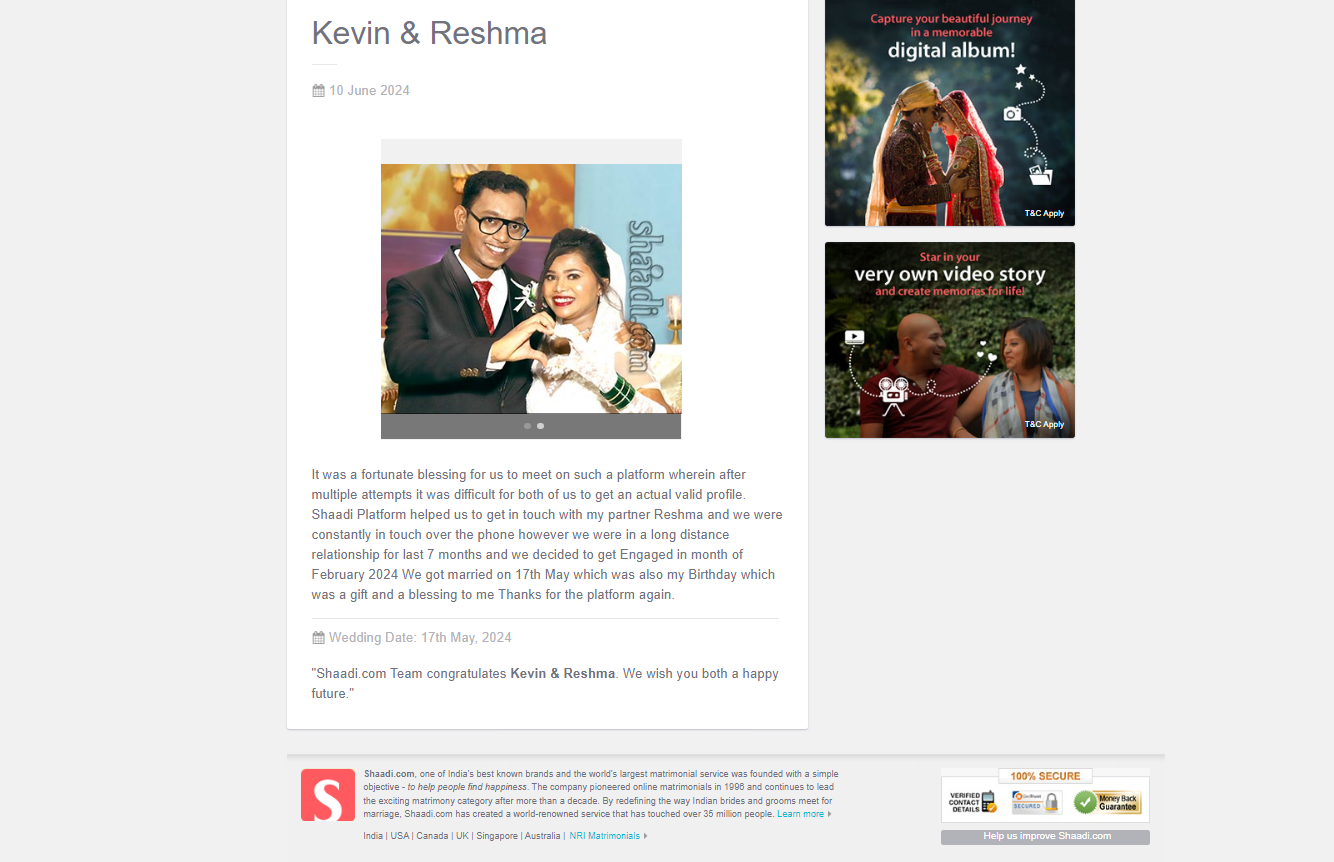 Kevin & Reshma
10 June 2024
shaadi.com
It was a fortunate blessing for us to meet on such a platform wherein after
multiple attempts it was difficult for both of us to get an actual valid profile.
Shaadi Platform helped us to get in touch with my partner Reshma and we were
constantly in touch over the phone however we were in a long distance
relationship for last 7 months and we decided to get Engaged in month of
February 2024 We got married on 17th May which was also my Birthday which
was a gift and a blessing to me Thanks for the platform again.
Wedding Date: 17th May, 2024
"Shaadi.com Team congratulates Kevin & Reshma. We wish you both a happy
future."
Capture your beautiful journey
in a memorable
digital album!
T&C Apply
Star in your
very own video story
and create memories for life!
T&C Apply
S
Shaadi.com, one of India's best known brands and the world's largest matrimonial service was founded with a simple
objective - to help people find happiness. The company pioneered online matrimonials in 1996 and continues to lead
the exciting matrimony category after more than a decade. By redefining the way Indian brides and grooms meet for
marriage, Shaadi.com has created a world-renowned service that has touched over 35 million people. Learn more
India | USA | Canada | UK | Singapore | Australia | NRI Matrimonials
100% SECURE
VERIFIED
CONTACT
DETAILS
SECURED
Money Back
Guarantee
Help us improve Shaadi.com